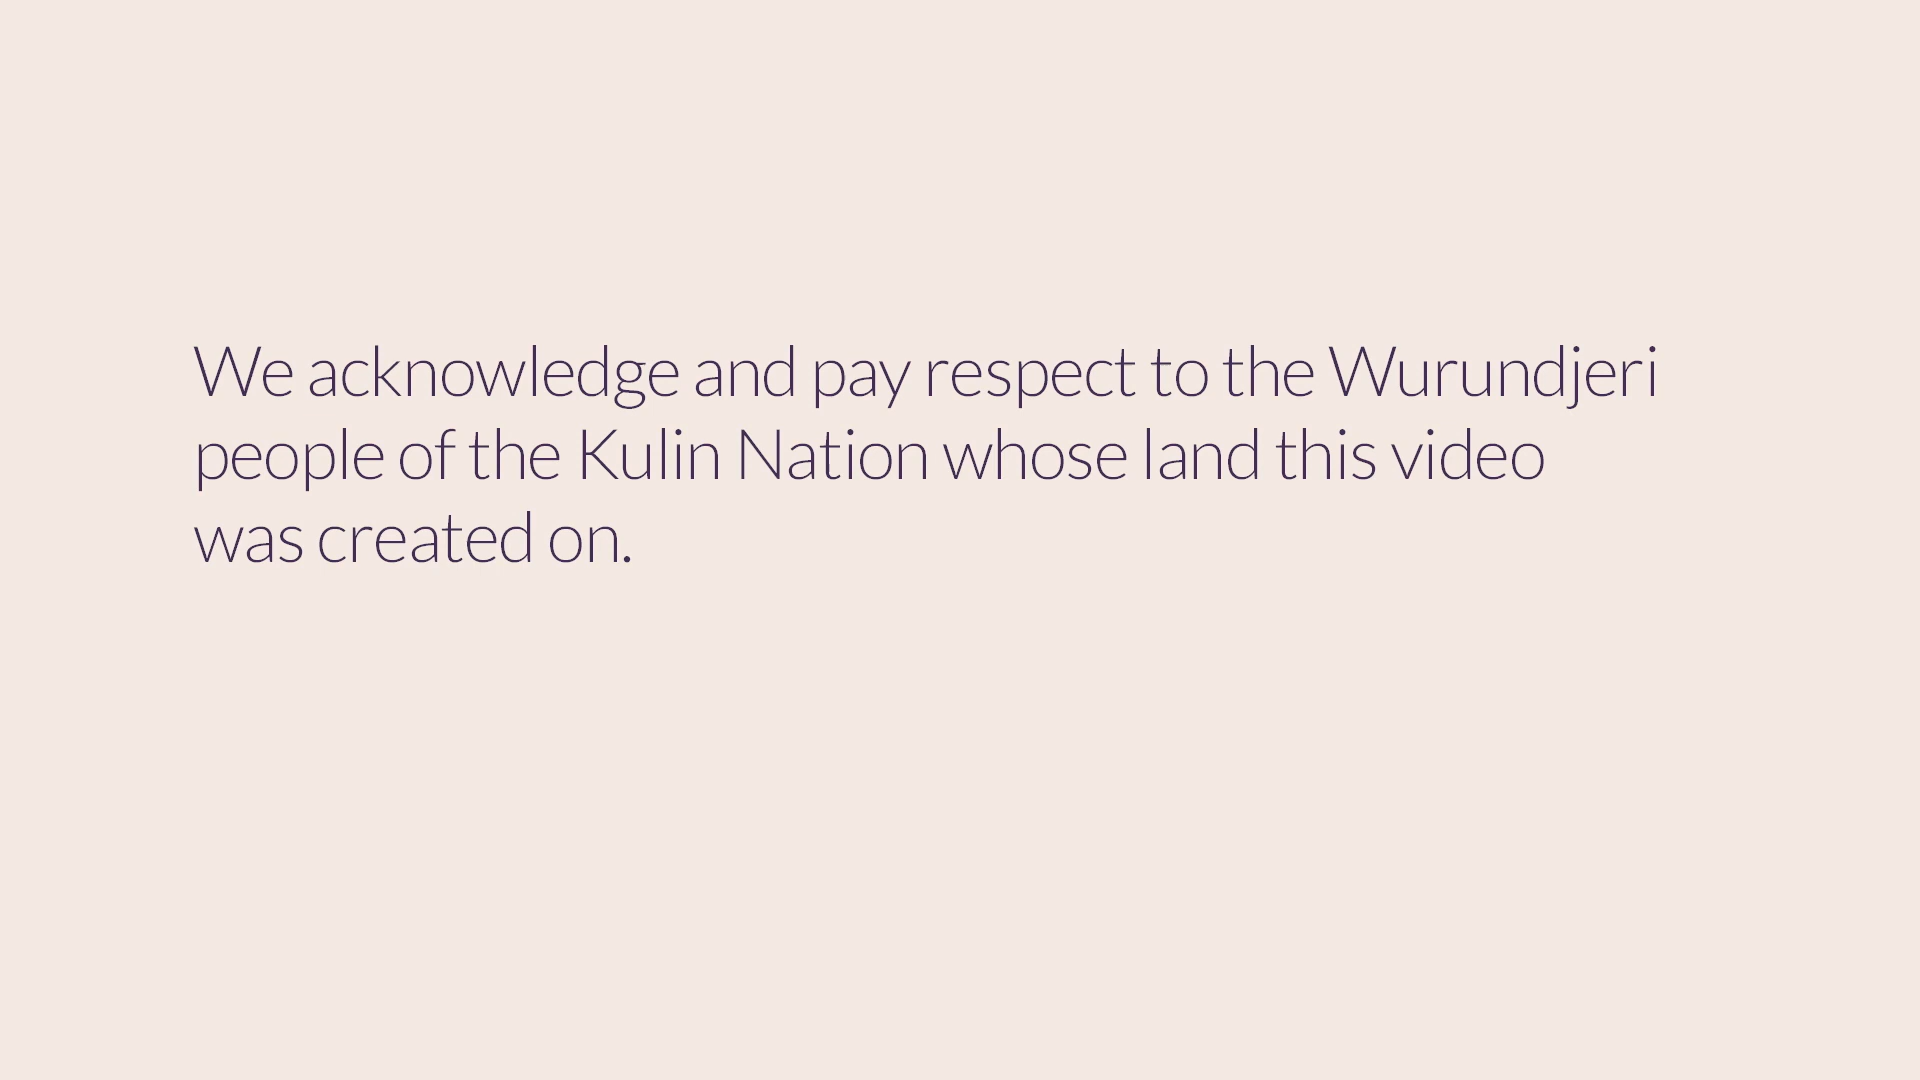 We acknowledge and pay respect to the Wurundjeri
people of the Kulin Nation whose land this video
was created on.